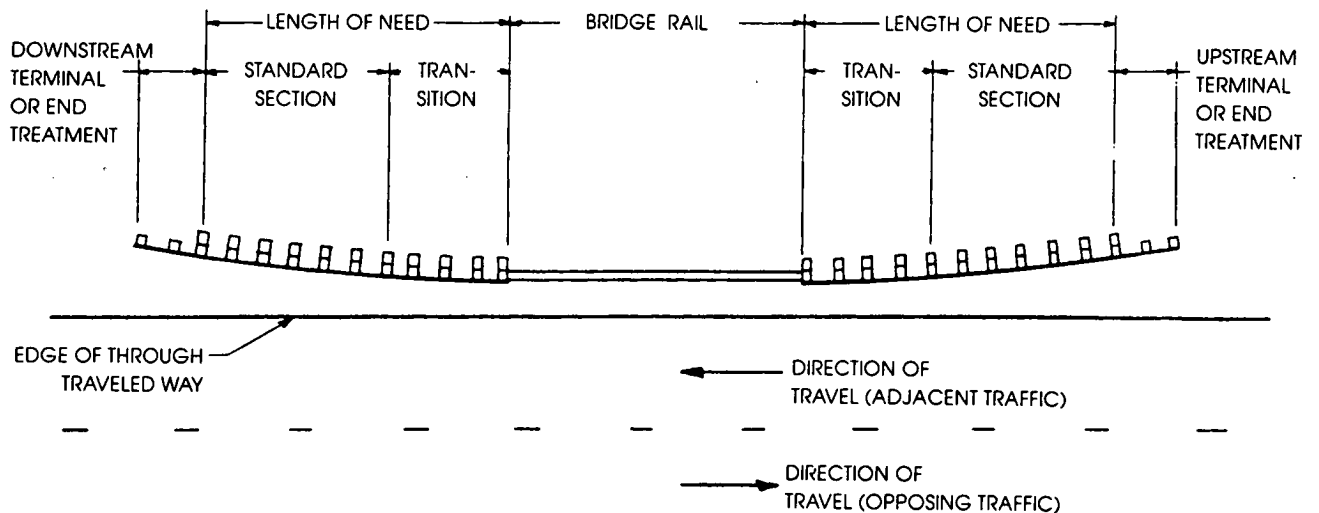 LENGTH OF NEED
BRIDGE RAIL
LENGTH OF NEED
DOWNSTREAM
TERMINAL
OR END
TREATMENT
STANDARD
SECTION
TRAN-
SITION
TRAN-
SITION
STANDARD
SECTION
UPSTREAM
TERMINAL
OR END
TREATMENT
EDGE OF THROUGH
TRAVELED WAY
DIRECTION OF
TRAVEL (ADJACENT TRAFFIC)
DIRECTION OF
TRAVEL (OPPOSING TRAFFIC)